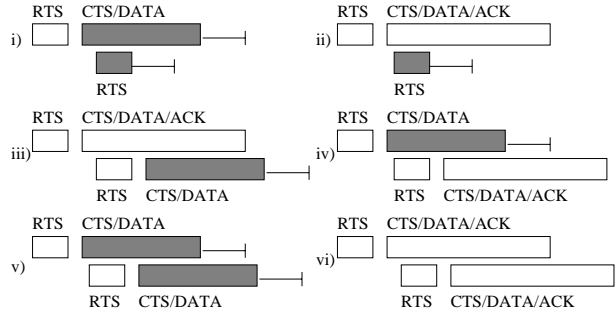 RTS CTS/DATA
i)
RTS
RTS CTS/DATA/ACK
ii)
RTS
RTS CTS/DATA/ACK
iii)
RTS CTS/DATA
RTS CTS/DATA
iv)
RTS CTS/DATA/ACK
RTS CTS/DATA
v)
RTS CTS/DATA
RTS CTS/DATA/ACK
vi)
RTS CTS/DATA/ACK